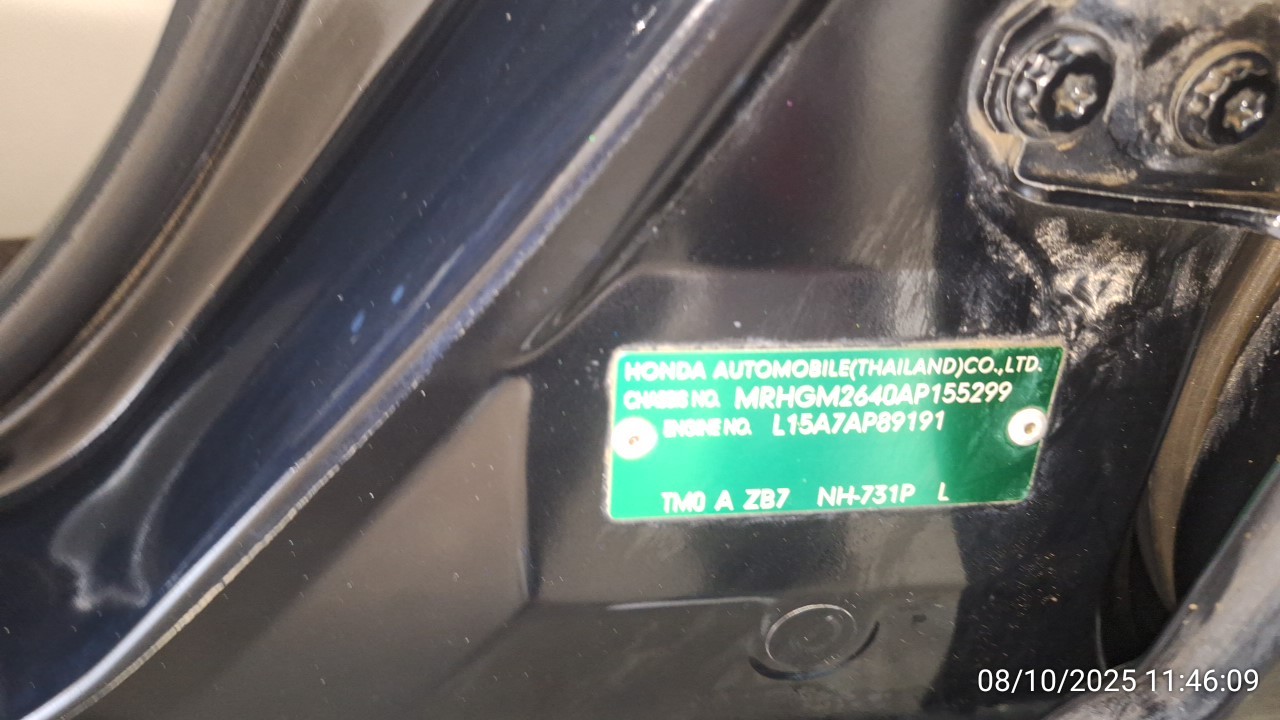 HONDA AUTOMOBILE(THAILAND)CO.,LTD.
CHASSIS NO. MRHGM2640AP155299
ENGINE NO. L15A7AP89191
TM0 A ZB7 NH-731P L
08/10/2025 11:46:09